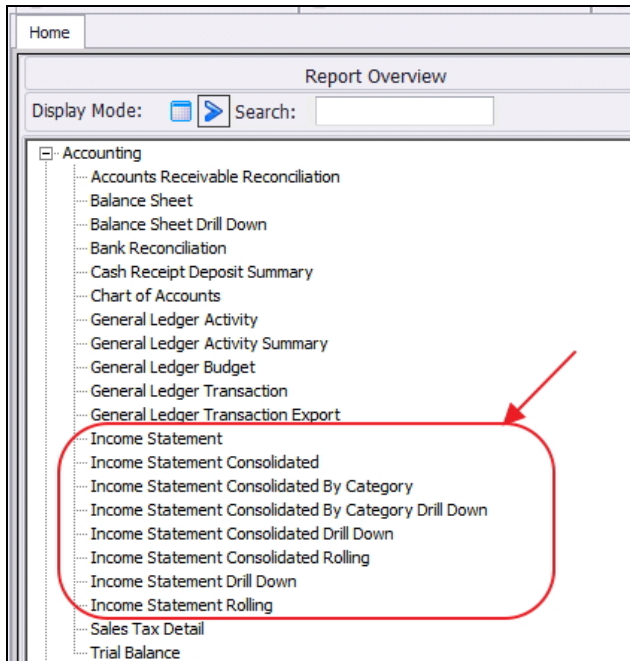 Home
Report Overview
Display Mode: Search:
Accounting
Accounts Receivable Reconciliation
Balance Sheet
Balance Sheet Drill Down
Bank Reconciliation
Cash Receipt Deposit Summary
Chart of Accounts
General Ledger Activity
General Ledger Activity Summary
General Ledger Budget
General Ledger Transaction
General Ledger Transaction Export
Income Statement
Income Statement Consolidated
Income Statement Consolidated By Category
Income Statement Consolidated By Category Drill Down
Income Statement Consolidated Drill Down
Income Statement Consolidated Rolling
Income Statement Drill Down
Income Statement Rolling
Sales Tax Detail
Trial Balance